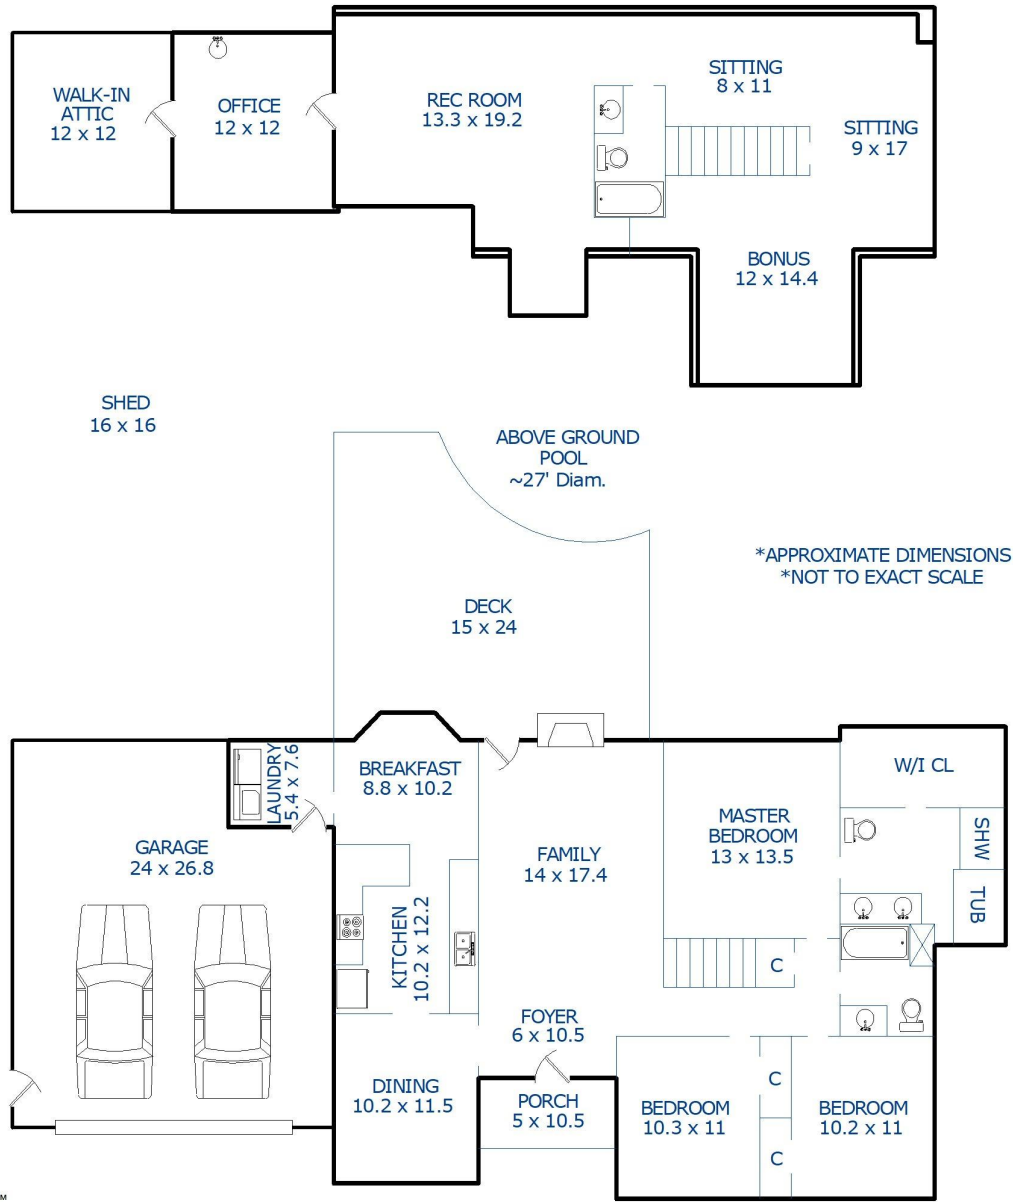 WALK-IN
ATTIC
12 x 12
OFFICE
12 x 12
REC ROOM
13.3 x 19.2
SITTING
8 x 11
SITTING
9 x 17
BONUS
12 x 14.4
SHED
16 x 16
ABOVE GROUND
POOL
~27' Diam.
*APPROXIMATE DIMENSIONS
*NOT TO EXACT SCALE
DECK
15 x 24
LAUNDRY
5.4 x 7.6
BREAKFAST
8.8 x 10.2
W/I CL
GARAGE
24 x 26.8
FAMILY
14 x 17.4
MASTER
BEDROOM
13 x 13.5
SHW
TUB
KITCHEN
10.2 x 12.2
C
FOYER
6 x 10.5
DINING
10.2 x 11.5
PORCH
5 x 10.5
C
BEDROOM
10.3 x 11
BEDROOM
10.2 x 11
C
M